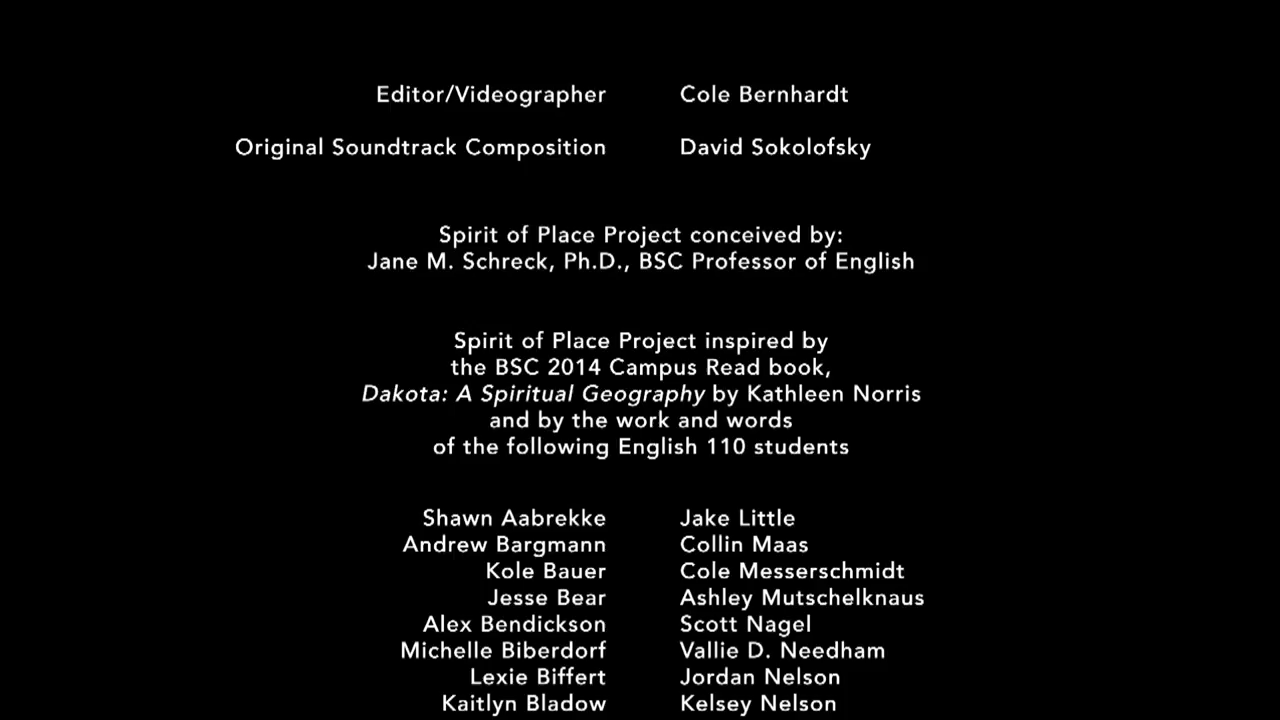 Editor/Videographer Cole Bernhardt
Original Soundtrack Composition David Sokolofsky
Spirit of Place Project conceived by:
Jane M. Schreck, Ph.D., BSC Professor of English
Spirit of Place Project inspired by
the BSC 2014 Campus Read book,
Dakota: A Spiritual Geography by Kathleen Norris
and by the work and words
of the following English 110 students
Shawn Aabrekke Jake Little
Andrew Bargmann Collin Maas
Kole Bauer Cole Messerschmidt
Jesse Bear Ashley Mutschelknaus
Alex Bendickson Scott Nagel
Michelle Biberdorf Vallie D. Needham
Lexie Biffert Jordan Nelson
Kaitlyn Bladow Kelsey Nelson